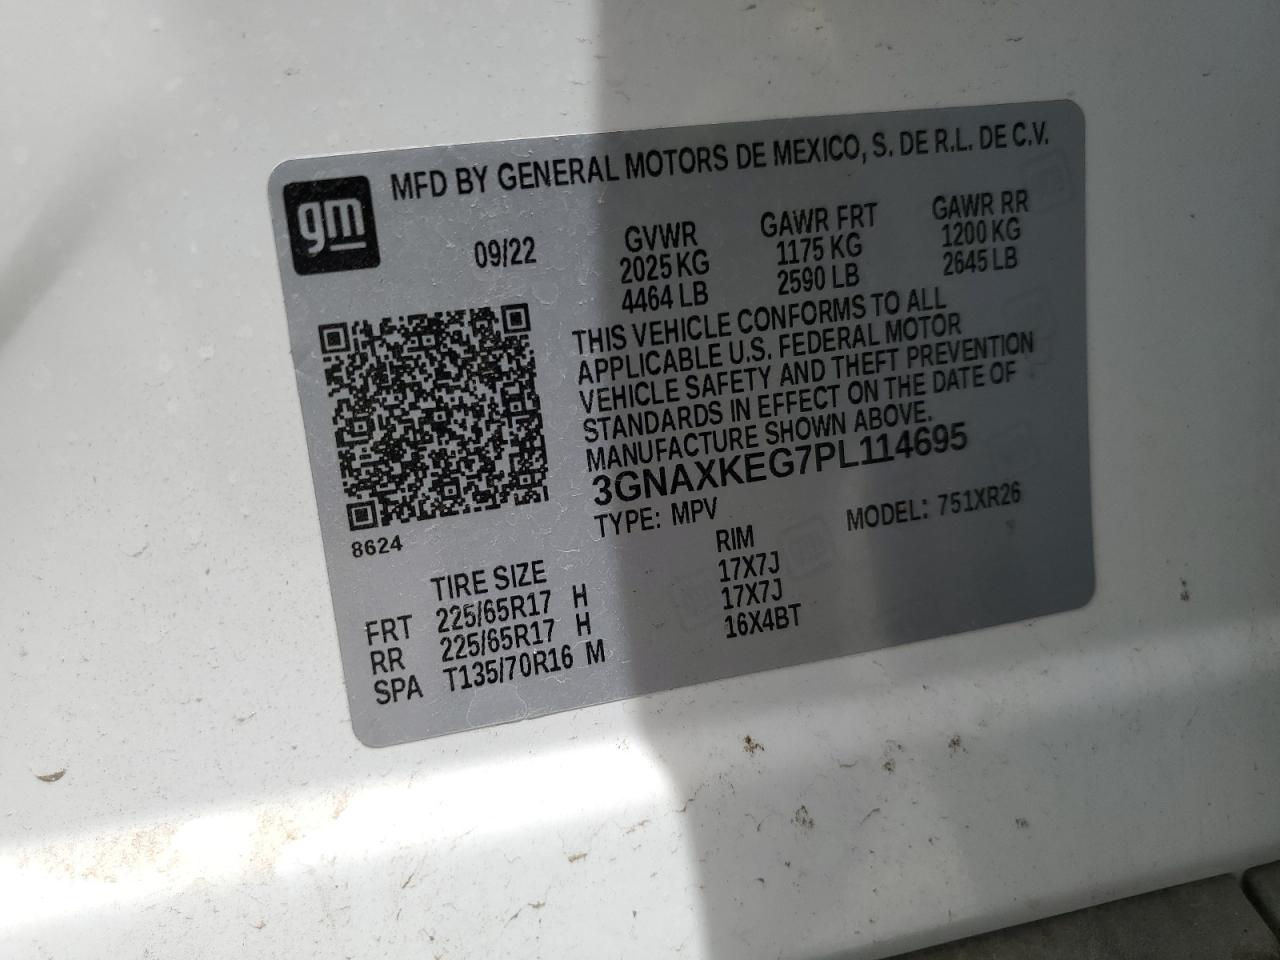 MFD BY GENERAL MOTORS DE MEXICO, S. DE R.L. DE C.V.
gm
09/22
GVWR GAWR FRT GAWR RR
2025 KG 1175 KG 1200 KG
4464 LB 2590 LB 2645 LB
THIS VEHICLE CONFORMS TO ALL
APPLICABLE U.S. FEDERAL MOTOR
VEHICLE SAFETY AND THEFT PREVENTION
STANDARDS IN EFFECT ON THE DATE OF
MANUFACTURE SHOWN ABOVE.
3GNAXKEG7PL114695
TYPE: MPV MODEL: 751XR26
8624
TIRE SIZE RIM
FRT 225/65R17 H 17X7J
RR 225/65R17 H 17X7J
SPA T135/70R16 M 16X4BT